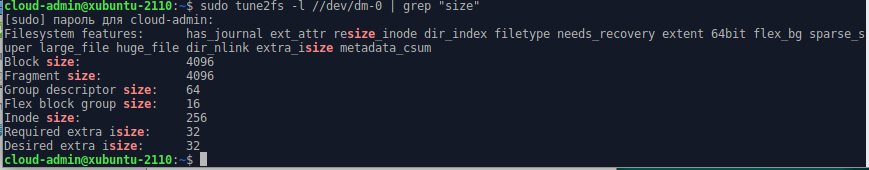 cloud-admin@xubuntu-2110:~$ sudo tune2fs -l //dev/dm-0 | grep "size"
[sudo] пароль для cloud-admin:
Filesystem features:      has_journal ext_attr resize_inode dir_index filetype needs_recovery extent 64bit flex_bg sparse_s
uper large_file huge_file dir_nlink extra_isize metadata_csum
Block size:               4096
Fragment size:            4096
Group descriptor size:    64
Flex block group size:    16
Inode size:               256
Required extra isize:     32
Desired extra isize:      32
cloud-admin@xubuntu-2110:~$